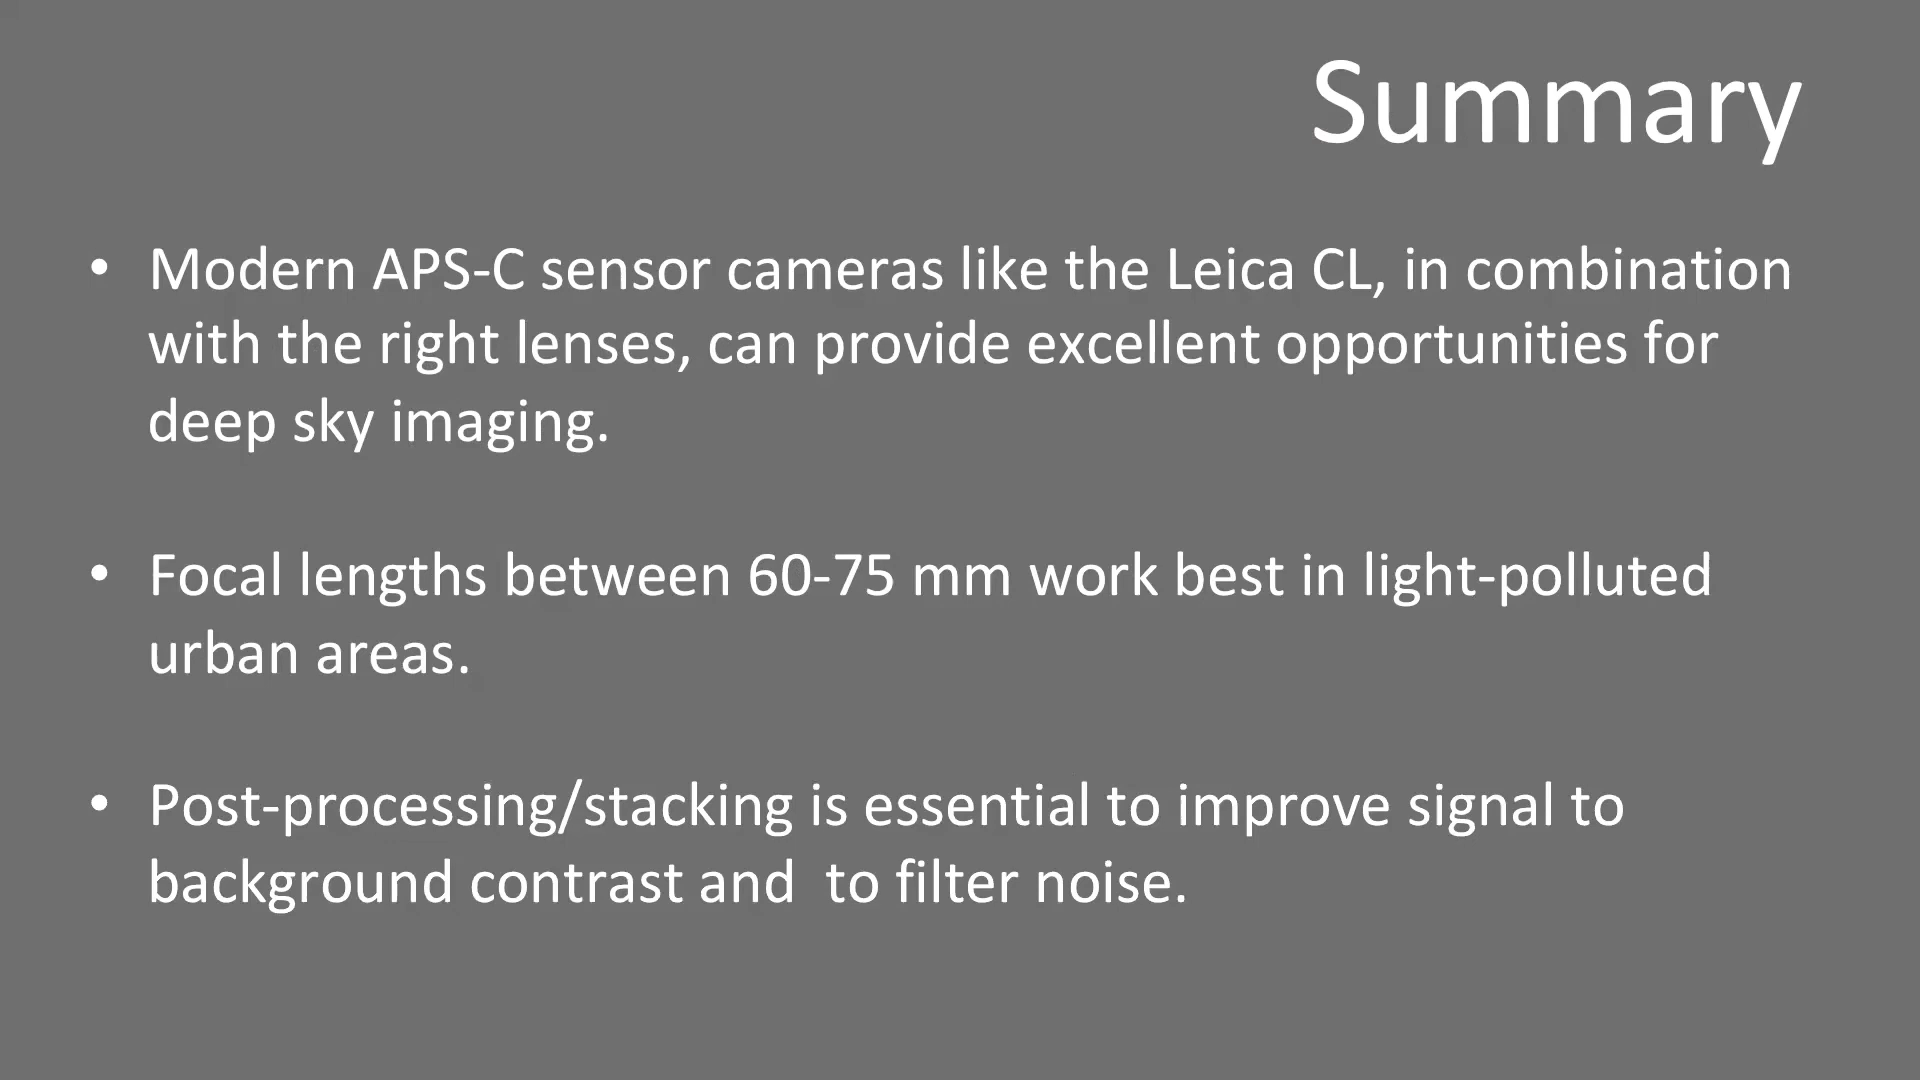 Summary
• Modern APS-C sensor cameras like the Leica CL, in combination
with the right lenses, can provide excellent opportunities for
deep sky imaging.
• Focal lengths between 60-75 mm work best in light-polluted
urban areas.
• Post-processing/stacking is essential to improve signal to
background contrast and  to filter noise.